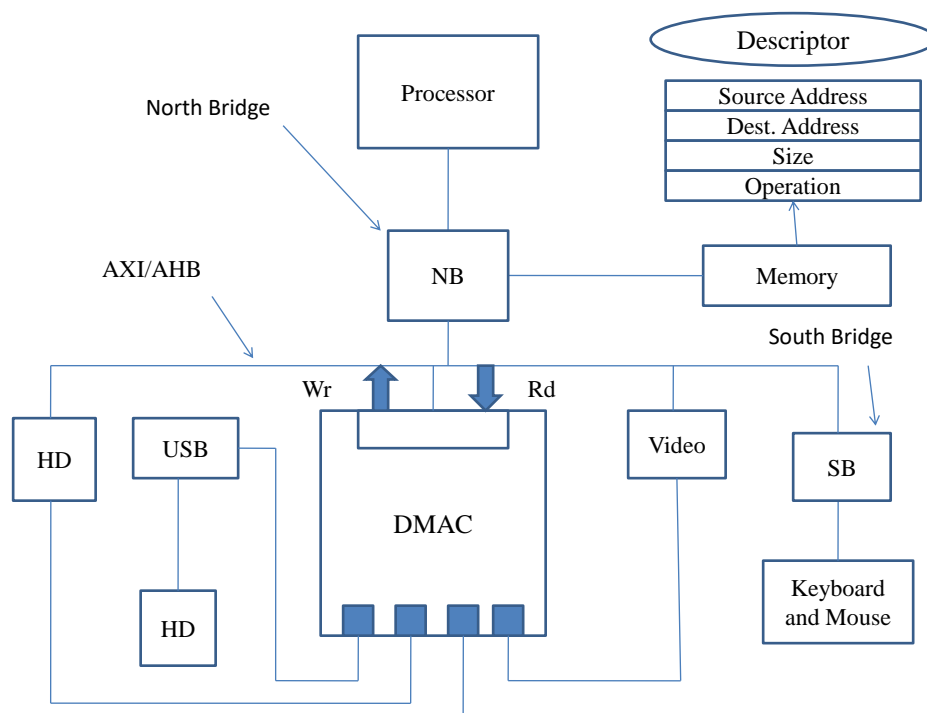 Descriptor
Processor
Source Address
North Bridge
Dest. Address
Size
Operation
AXI/AHB
NB
Memory
South Bridge
Wr
Rd
HD
USB
Video
SB
DMAC
HD
Keyboard
and Mouse